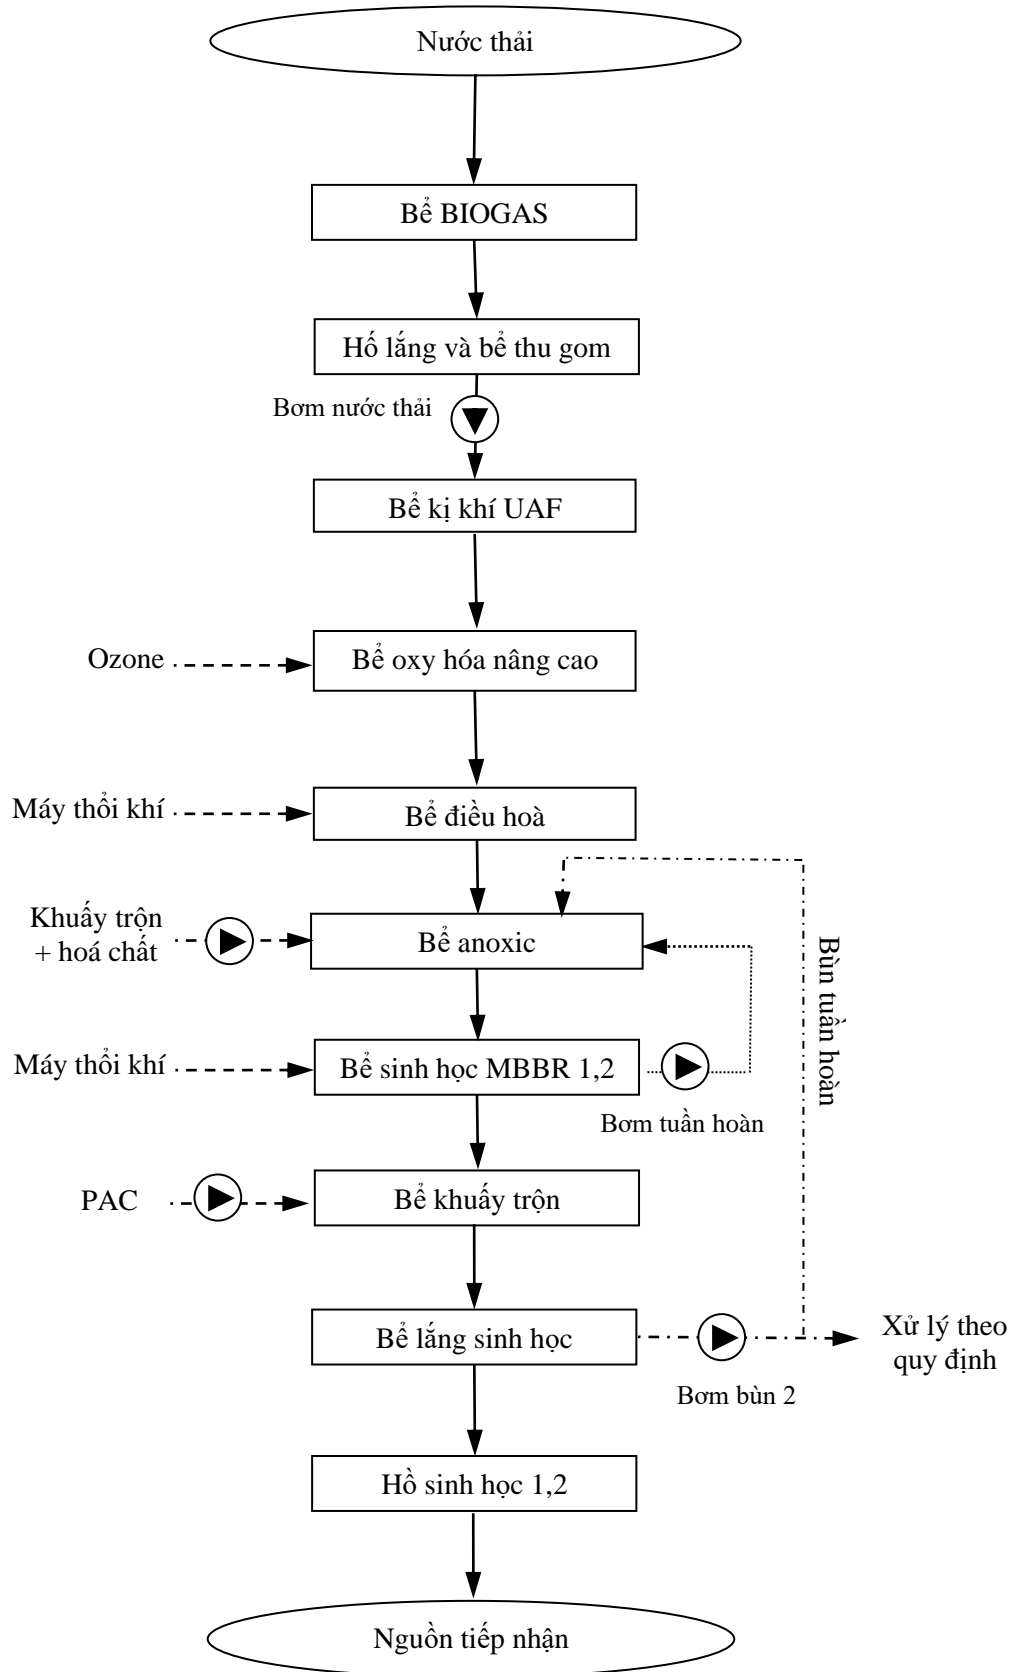 Nước thải
Bể BIOGAS
Hố lắng và bể thu gom
Bơm nước thải
Bể kị khí UAF
Ozone
Bể oxy hóa nâng cao
Máy thổi khí
Bể điều hoà
Khuấy trộn
+ hoá chất
Bể anoxic
Bùn tuần hoàn
Máy thổi khí
Bể sinh học MBBR 1,2
Bơm tuần hoàn
PAC
Bể khuấy trộn
Bể lắng sinh học
Xử lý theo
quy định
Bơm bùn 2
Hồ sinh học 1,2
Nguồn tiếp nhận